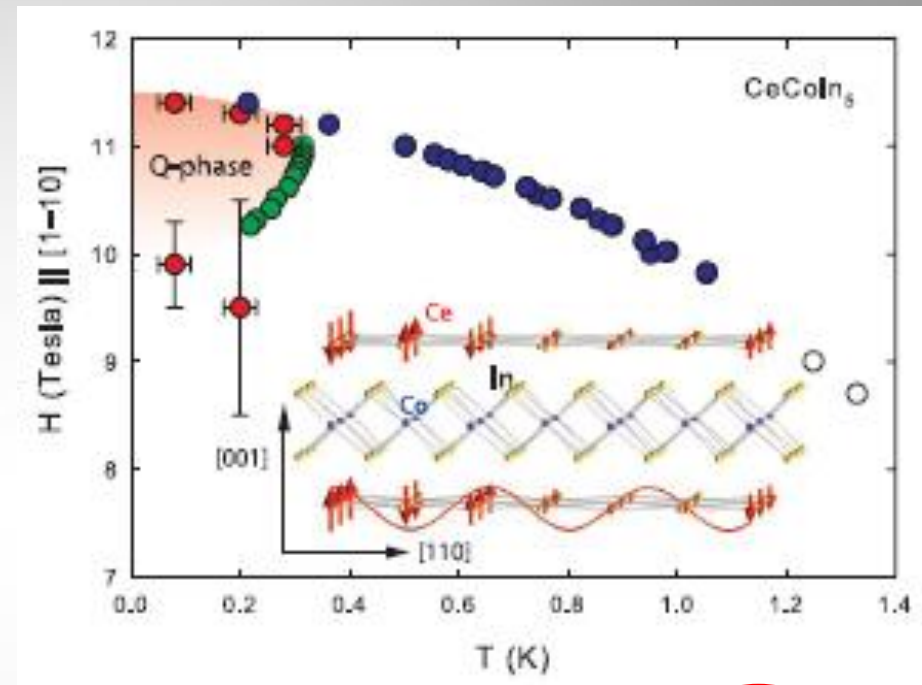 12
11
10
9
8
7
H (Tesla) || [1-10]
CeCoIn5
Q-phase
Ce
In
Co
[001]
[110]
0.0 0.2 0.4 0.6 0.8 1.0 1.2 1.4
T (K)